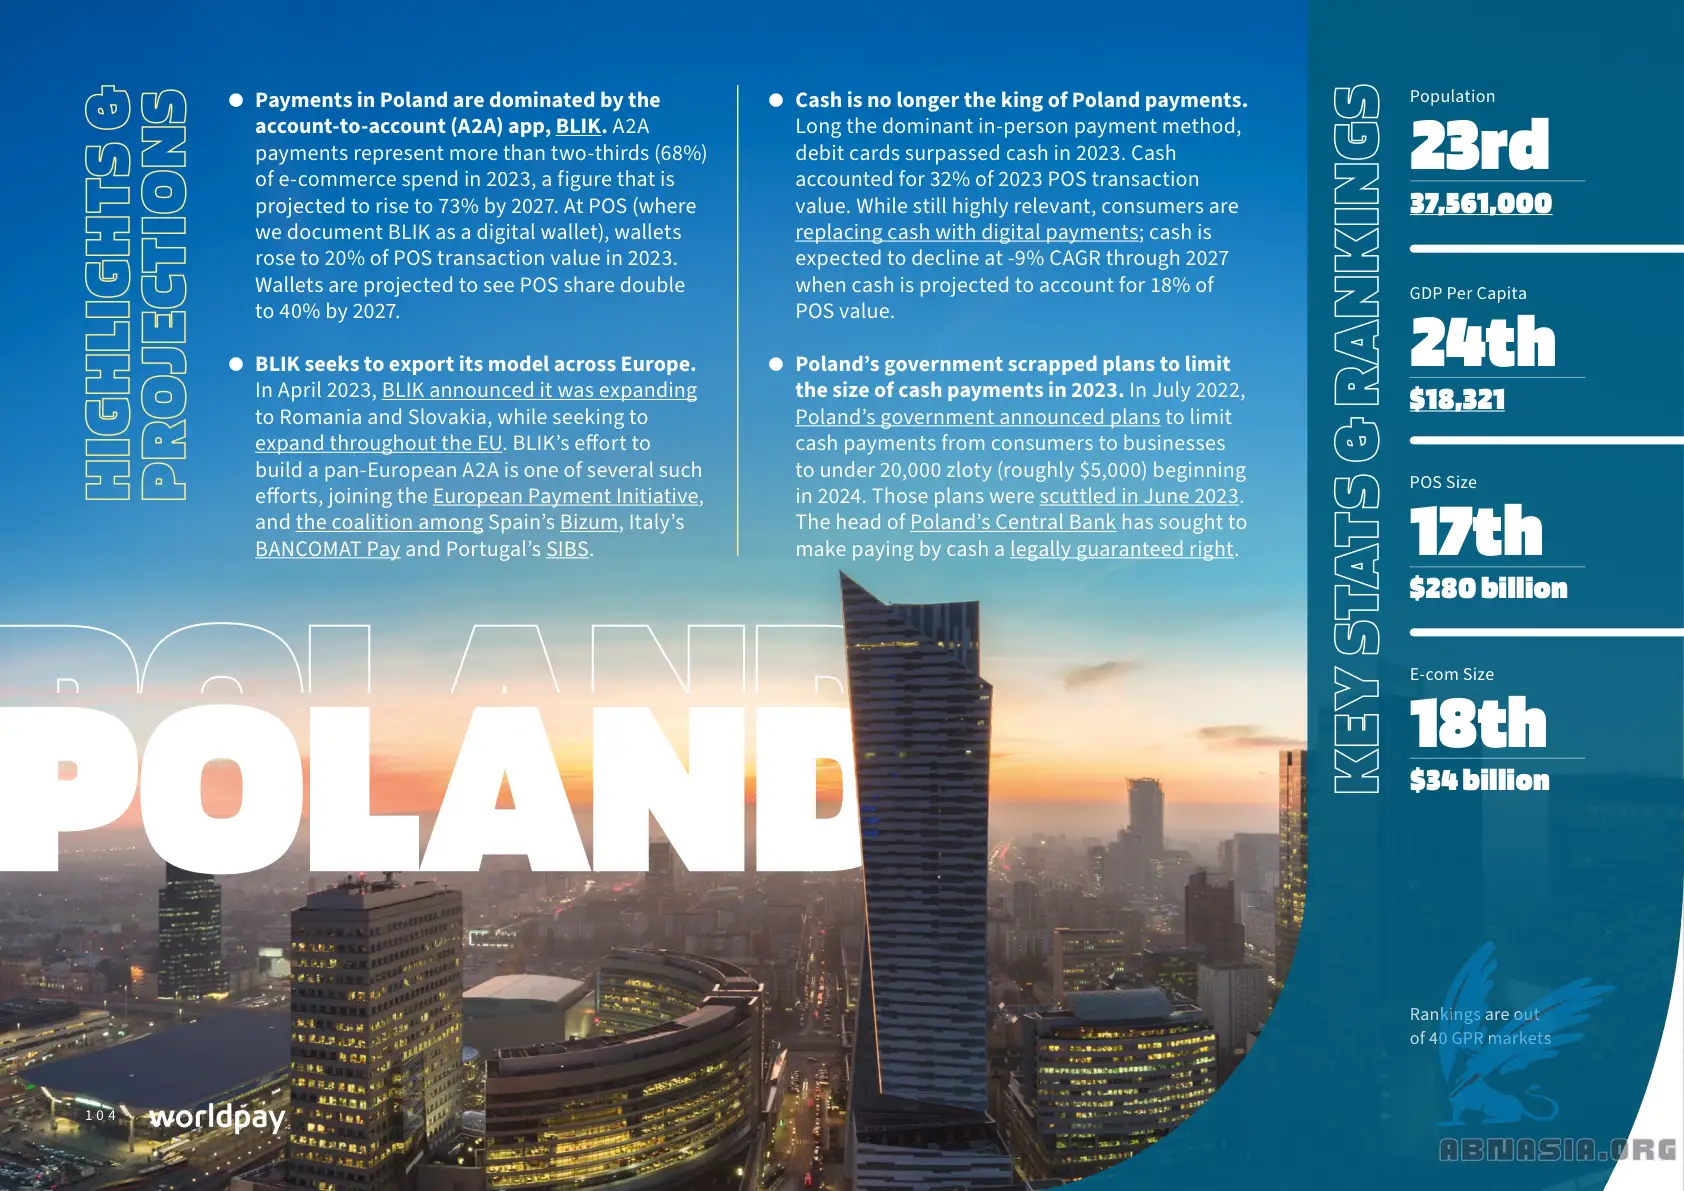 HIGHLIGHTS &
PROJECTIONS
● Payments in Poland are dominated by the
account-to-account (A2A) app, BLIK. A2A
payments represent more than two-thirds (68%)
of e-commerce spend in 2023, a figure that is
projected to rise to 73% by 2027. At POS (where
we document BLIK as a digital wallet), wallets
rose to 20% of POS transaction value in 2023.
Wallets are projected to see POS share double
to 40% by 2027.
● BLIK seeks to export its model across Europe.
In April 2023, BLIK announced it was expanding
to Romania and Slovakia, while seeking to
expand throughout the EU. BLIK’s effort to
build a pan-European A2A is one of several such
efforts, joining the European Payment Initiative,
and the coalition among Spain’s Bizum, Italy’s
BANCOMAT Pay and Portugal’s SIBS.
● Cash is no longer the king of Poland payments.
Long the dominant in-person payment method,
debit cards surpassed cash in 2023. Cash
accounted for 32% of 2023 POS transaction
value. While still highly relevant, consumers are
replacing cash with digital payments; cash is
expected to decline at -9% CAGR through 2027
when cash is projected to account for 18% of
POS value.
● Poland’s government scrapped plans to limit
the size of cash payments in 2023. In July 2022,
Poland’s government announced plans to limit
cash payments from consumers to businesses
to under 20,000 zloty (roughly $5,000) beginning
in 2024. Those plans were scuttled in June 2023.
The head of Poland’s Central Bank has sought to
make paying by cash a legally guaranteed right.
POLAND
POLAND
KEY STATS & RANKINGS
Population
23rd
37,561,000
GDP Per Capita
24th
$18,321
POS Size
17th
$280 billion
E-com Size
18th
$34 billion
Rankings are out
of 40 GPR markets
104
worldpay
ABNASIA.ORG